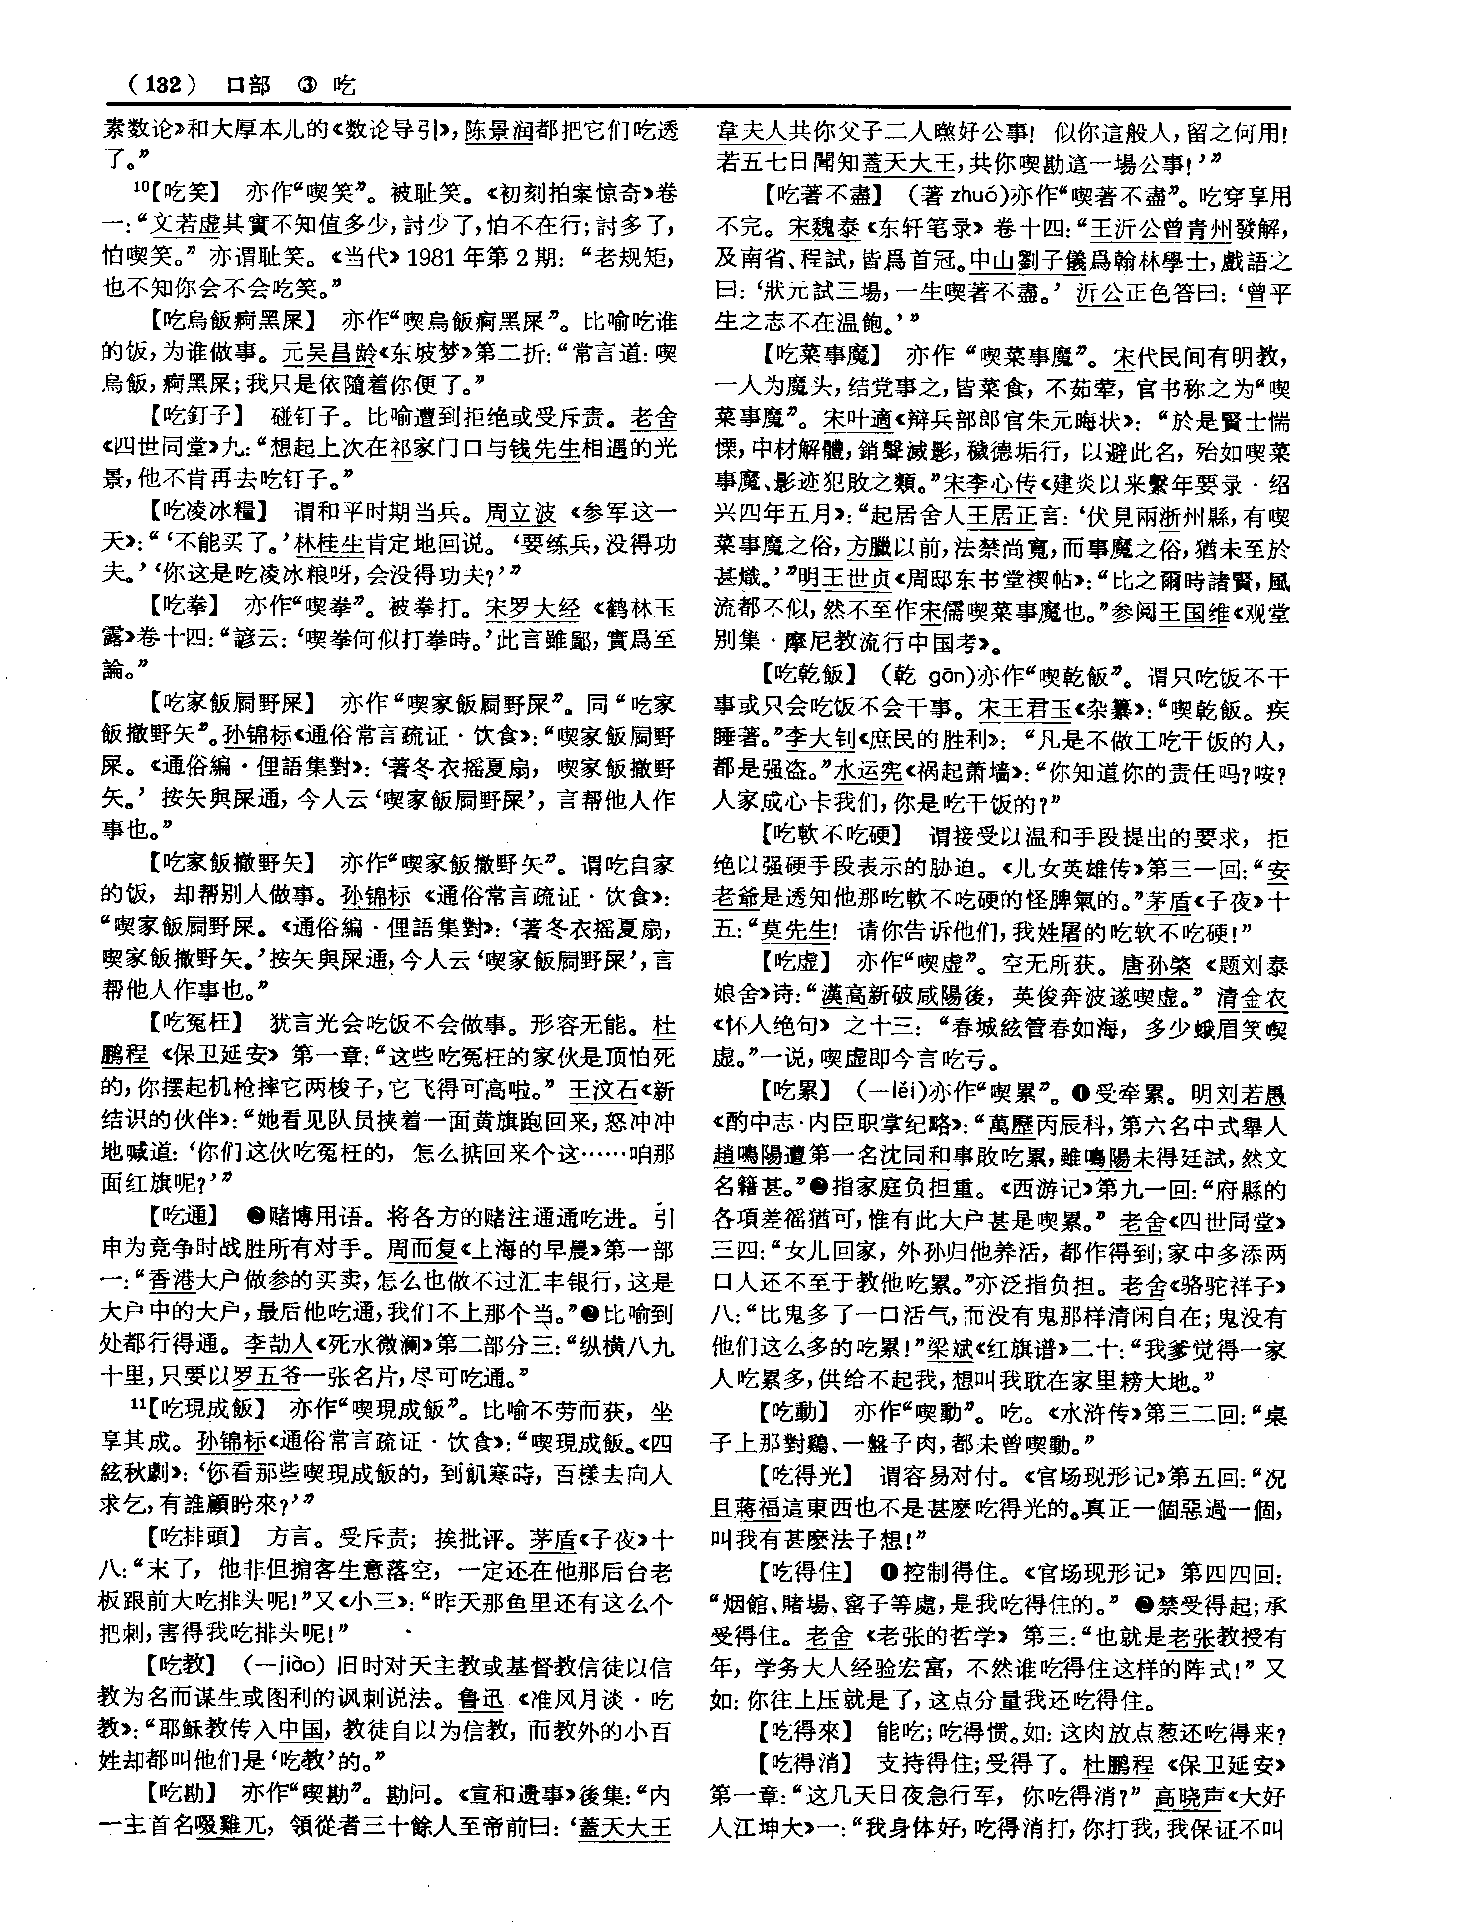 (132) 口部 ③ 吃
素数论》和大厚本儿的《数论导引》,陈景润都把它们吃透
了。”
10【吃笑】 亦作“喫笑”。被耻笑。《初刻拍案惊奇》卷
一:“文若虚其實不知值多少,討少了,怕不在行;討多了,
怕喫笑。”亦谓耻笑。《当代》1981年第2期:“老规矩,
也不知你会不会吃笑。”
【吃烏飯痾黑屎】 亦作“喫烏飯痾黑屎”。比喻吃谁
的饭,为谁做事。元吴昌龄《东坡梦》第二折:“常言道:喫
烏飯,痾黑屎;我只是依隨着你便了。”
【吃釘子】 碰钉子。比喻遭到拒绝或受斥责。老舍
《四世同堂》九:“想起上次在祁家门口与钱先生相遇的光
景,他不肯再去吃钉子。”
【吃凌冰糧】 谓和平时期当兵。周立波《参军这一
天》:“‘不能买了。’林桂生肯定地回说。‘要练兵,没得功
夫。’‘你这是吃凌冰粮呀,会没得功夫?’”
【吃拳】 亦作“喫拳”。被拳打。宋罗大经《鹤林玉
露》卷十四:“諺云:‘喫拳何似打拳時。’此言雖鄙,實爲至
論。”
【吃家飯屙野屎】 亦作“喫家飯屙野屎”。同“吃家
飯撒野矢”。孙锦标《通俗常言疏证·饮食》:“喫家飯屙野
屎。《通俗編·俚語集對》:‘著冬衣摇夏扇,喫家飯撒野
矢。’按矢與屎通,今人云‘喫家飯屙野屎’,言帮他人作
事也。”
【吃家飯撒野矢】 亦作“喫家飯撒野矢”。谓吃自家
的饭,却帮别人做事。孙锦标《通俗常言疏证·饮食》:
“喫家飯屙野屎。《通俗編·俚語集對》:‘著冬衣摇夏扇,
喫家飯撒野矢。’按矢與屎通,今人云‘喫家飯屙野屎’,言
帮他人作事也。”
【吃冤枉】 犹言光会吃饭不会做事。形容无能。杜
鹏程《保卫延安》第一章:“这些吃冤枉的家伙是顶怕死
的,你摆起机枪摔它两梭子,它飞得可高啦。”王汶石《新
结识的伙伴》:“她看见队员挟着一面黄旗跑回来,怒冲冲
地喊道:‘你们这伙吃冤枉的,怎么掂回来个这……咱那
面红旗呢?’”
【吃通】 ❶赌博用语。将各方的赌注通通吃进。引
申为竞争时战胜所有对手。周而复《上海的早晨》第一部
一:“香港大户做参的买卖,怎么也做不过汇丰银行,这是
大户中的大户,最后他吃通,我们不上那个当。”❷比喻到
处都行得通。李劼人《死水微澜》第二部分三:“纵横八九
十里,只要以罗五爷一张名片,尽可吃通。”
11【吃現成飯】 亦作“喫現成飯”。比喻不劳而获,坐
享其成。孙锦标《通俗常言疏证·饮食》:“喫現成飯。《四
絃秋劇》:‘你看那些喫現成飯的,到飢寒時,百樣去向人
求乞,有誰顧盻來?’”
【吃排頭】 方言。受斥责;挨批评。茅盾《子夜》十
八:“末了,他非但掮客生意落空,一定还在他那后台老
板跟前大吃排头呢!”又《小三》:“昨天那鱼里还有这么个
把刺,害得我吃排头呢!”
【吃教】 (一jiào)旧时对天主教或基督教信徒以信
教为名而谋生或图利的讽刺说法。鲁迅《准风月谈·吃
教》:“耶稣教传入中国,教徒自以为信教,而教外的小百
姓却都叫他们是‘吃教’的。”
【吃勘】 亦作“喫勘”。勘问。《宣和遗事》後集:“内
一主首名啜雞兀,領從者三十餘人至帝前曰:‘蓋天大王
韋夫人共你父子二人噷好公事!似你這般人,留之何用!
若五七日聞知蓋天大王,共你喫勘這一場公事!’”
【吃著不盡】 (著zhuó)亦作“喫著不盡”。吃穿享用
不完。宋魏泰《东轩笔录》卷十四:“王沂公曾青州發解,
及南省、程試,皆爲首冠。中山劉子儀爲翰林學士,戲語之
曰:‘狀元試三場,一生喫著不盡。’沂公正色答曰:‘曾平
生之志不在温飽。’”
【吃菜事魔】 亦作“喫菜事魔”。宋代民间有明教,
一人为魔头,结党事之,皆菜食,不茹荤,官书称之为“喫
菜事魔”。宋叶適《辩兵部郎官朱元晦状》:“於是賢士惴
慄,中材解體,銷聲滅影,穢德垢行,以避此名,殆如喫菜
事魔、影迹犯敗之類。”宋李心传《建炎以来繫年要录·绍
兴四年五月》:“起居舍人王居正言:‘伏見兩浙州縣,有喫
菜事魔之俗,方臘以前,法禁尚寬,而事魔之俗,猶未至於
甚熾。’”明王世贞《周邸东书堂禊帖》:“比之爾時諸賢,風
流都不似,然不至作宋儒喫菜事魔也。”参阅王国维《观堂
别集·摩尼教流行中国考》。
【吃乾飯】 (乾 gān)亦作“喫乾飯”。谓只吃饭不干
事或只会吃饭不会干事。宋王君玉《杂纂》:“喫乾飯。疾
睡著。”李大钊《庶民的胜利》:“凡是不做工吃干饭的人,
都是强盗。”水运宪《祸起萧墙》:“你知道你的责任吗?咹?
人家成心卡我们,你是吃干饭的?”
【吃軟不吃硬】 谓接受以温和手段提出的要求,拒
绝以强硬手段表示的胁迫。《儿女英雄传》第三一回:“安
老爺是透知他那吃軟不吃硬的怪脾氣的。”茅盾《子夜》十
五:“莫先生!请你告诉他们,我姓屠的吃软不吃硬!”
【吃虚】 亦作“喫虚”。空无所获。唐孙棨《题刘泰
娘舍》诗:“漢高新破咸陽後,英俊奔波遂喫虚。”清金农
《怀人绝句》之十三:“春城絃管春如海,多少蛾眉笑喫
虚。”一说,喫虚即今言吃亏。
【吃累】 (一lěi)亦作“喫累”。❶受牵累。明刘若愚
《酌中志·内臣职掌纪略》:“萬曆丙辰科,第六名中式舉人
趙鳴陽遭第一名沈同和事敗吃累,雖鳴陽未得廷試,然文
名籍甚。”❷指家庭负担重。《西游记》第九一回:“府縣的
各項差徭猶可,惟有此大户甚是喫累。”老舍《四世同堂》
三四:“女儿回家,外孙归他养活,都作得到;家中多添两
口人还不至于教他吃累。”亦泛指负担。老舍《骆驼祥子》
八:“比鬼多了一口活气,而没有鬼那样清闲自在;鬼没有
他们这么多的吃累!”梁斌《红旗谱》二十:“我爹觉得一家
人吃累多,供给不起我,想叫我耽在家里耪大地。”
【吃動】 亦作“喫動”。吃。《水浒传》第三二回:“桌
子上那對鷄、一盤子肉,都未曾喫動。”
【吃得光】 谓容易对付。《官场现形记》第五回:“况
且蒋福這東西也不是甚麽吃得光的。真正一個惡過一個,
叫我有甚麽法子想!”
【吃得住】 ❶控制得住。《官场现形记》第四四回:
“烟館、賭場、窑子等處,是我吃得住的。”❷禁受得起;承
受得住。老舍《老张的哲学》第三:“也就是老张教授有
年,学务大人经验宏富,不然谁吃得住这样的阵式!”又
如:你往上压就是了,这点分量我还吃得住。
【吃得來】 能吃;吃得惯。如:这肉放点葱还吃得来?
【吃得消】 支持得住;受得了。杜鹏程《保卫延安》
第一章:“这几天日夜急行军,你吃得消?”高晓声《大好
人江坤大》一:“我身体好,吃得消打,你打我,我保证不叫